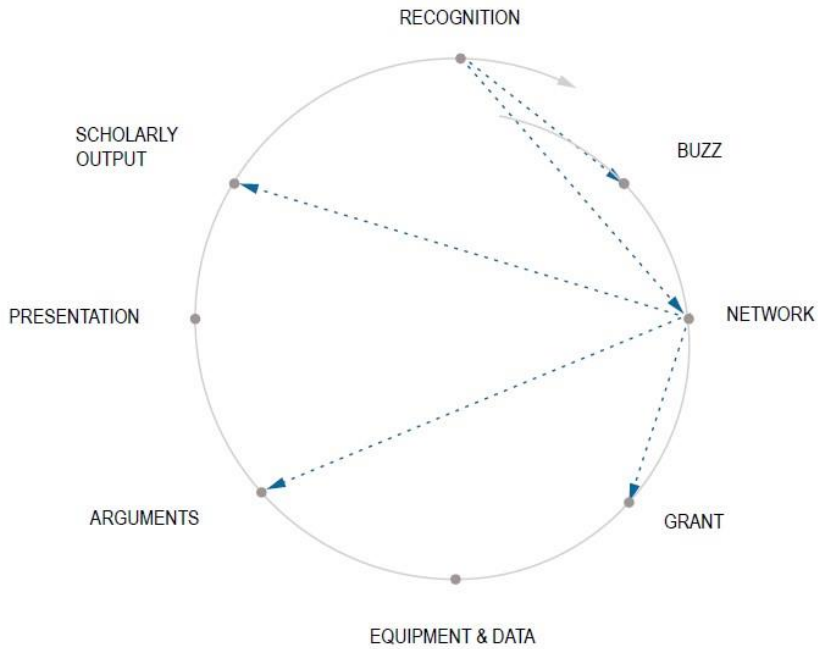 RECOGNITION
SCHOLARLY
OUTPUT
BUZZ
PRESENTATION
NETWORK
ARGUMENTS
GRANT
EQUIPMENT & DATA